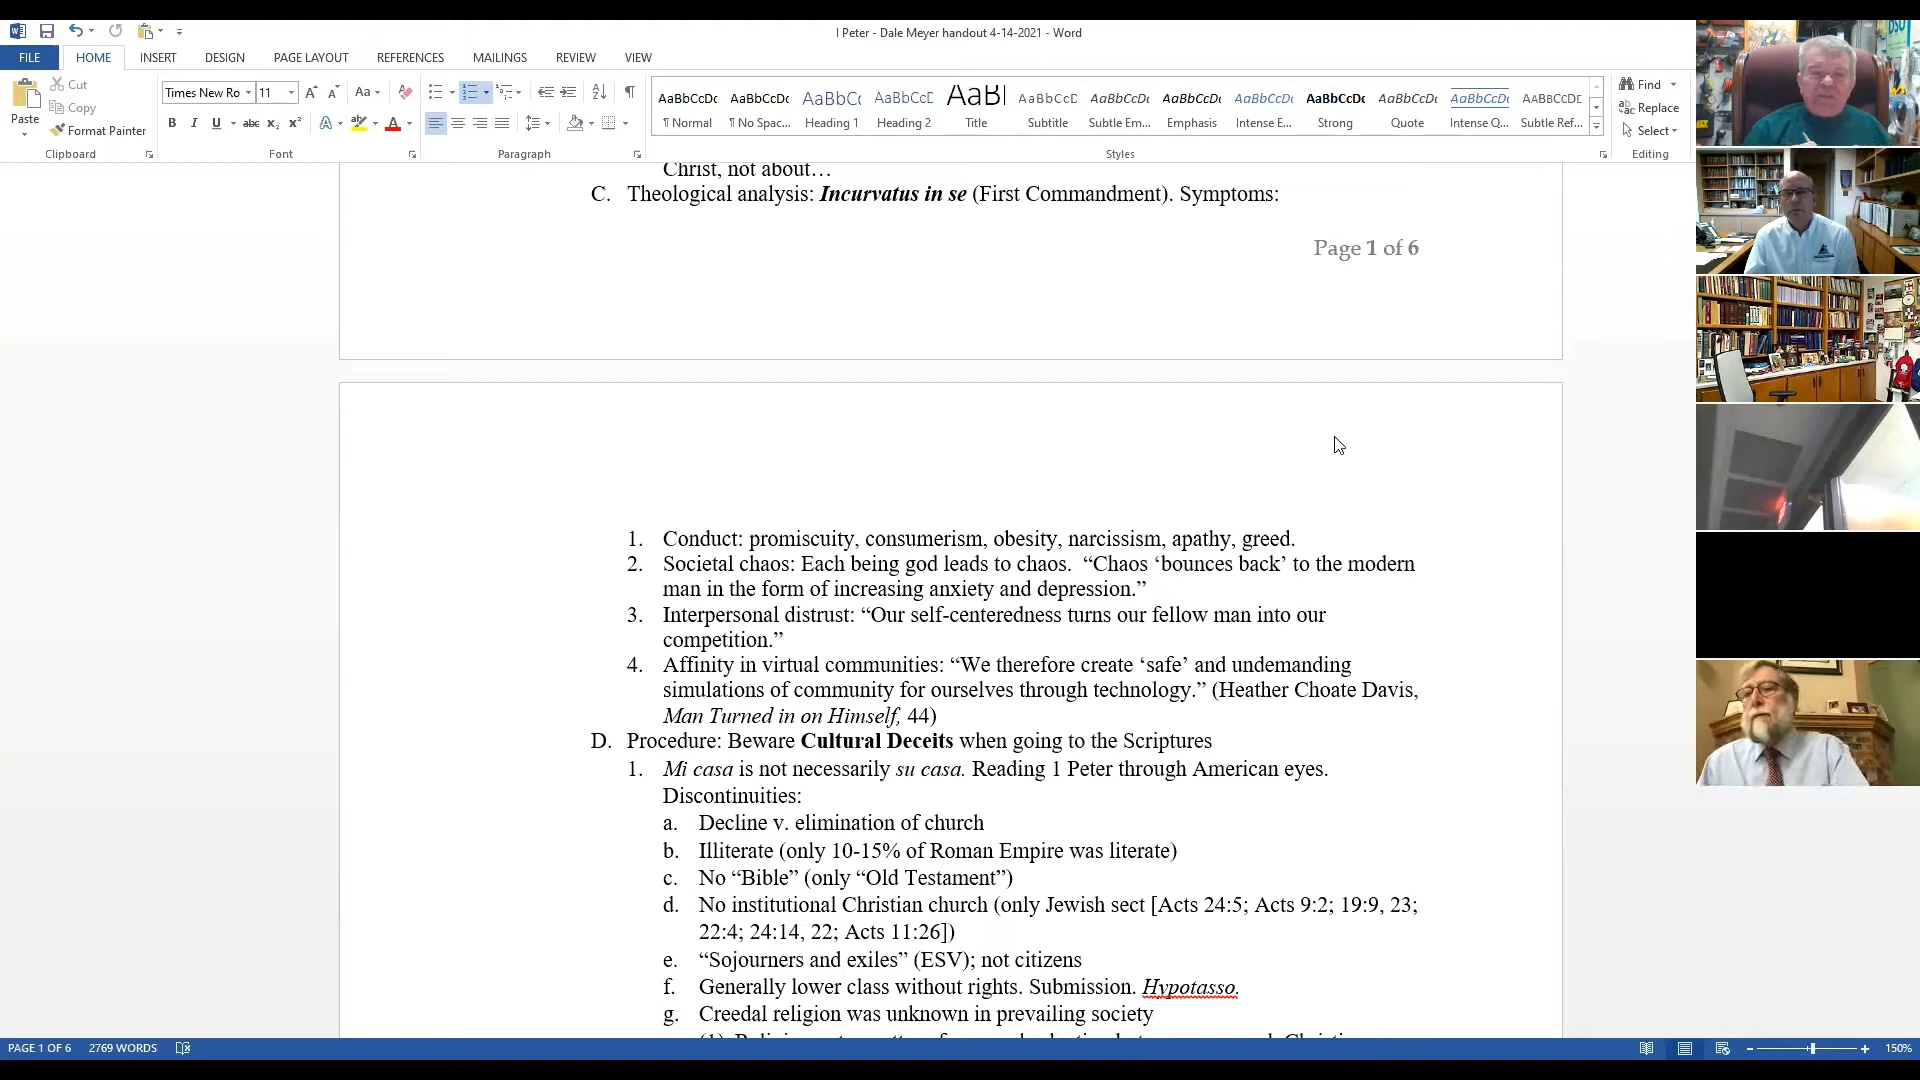 I Peter - Dale Meyer handout 4-14-2021 - Word
FILE HOME INSERT DESIGN PAGE LAYOUT REFERENCES MAILINGS REVIEW VIEW
Paste
Cut
Copy
Format Painter
Clipboard
Times New Ro 11
Font
Paragraph
AaBbCcDc AaBbCcDc AaBbCc AaBbCcD AaB AaBbCcD AaBbCcDc AaBbCcDc AaBbCcDc AaBbCcDc AaBbCcDc AaBbCcDc AaBbCcDc
¶ Normal ¶ No Spac... Heading 1 Heading 2 Title Subtitle Subtle Em... Emphasis Intense E... Strong Quote Intense Q... Subtle Ref...
Styles
Find
Replace
Select
Editing
Christ, not about…
C. Theological analysis: Incurvatus in se (First Commandment). Symptoms:
Page 1 of 6
1. Conduct: promiscuity, consumerism, obesity, narcissism, apathy, greed.
2. Societal chaos: Each being god leads to chaos.  “Chaos ‘bounces back’ to the modern
man in the form of increasing anxiety and depression.”
3. Interpersonal distrust: “Our self-centeredness turns our fellow man into our
competition.”
4. Affinity in virtual communities: “We therefore create ‘safe’ and undemanding
simulations of community for ourselves through technology.” (Heather Choate Davis,
Man Turned in on Himself, 44)
D. Procedure: Beware Cultural Deceits when going to the Scriptures
1. Mi casa is not necessarily su casa. Reading 1 Peter through American eyes.
Discontinuities:
a. Decline v. elimination of church
b. Illiterate (only 10-15% of Roman Empire was literate)
c. No “Bible” (only “Old Testament”)
d. No institutional Christian church (only Jewish sect [Acts 24:5; Acts 9:2; 19:9, 23;
22:4; 24:14, 22; Acts 11:26])
e. “Sojourners and exiles” (ESV); not citizens
f. Generally lower class without rights. Submission. Hypotasso.
g. Creedal religion was unknown in prevailing society
PAGE 1 OF 6 2769 WORDS 150%